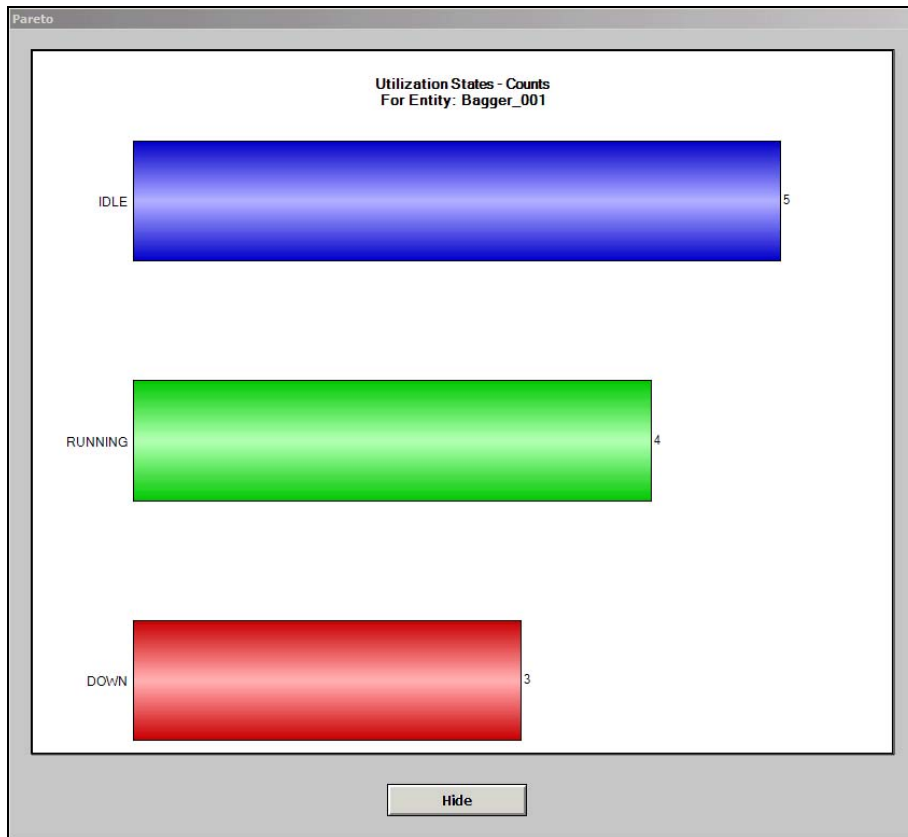 Pareto
Utilization States - Counts
For Entity: Bagger_001
IDLE
5
RUNNING
4
DOWN
3
Hide